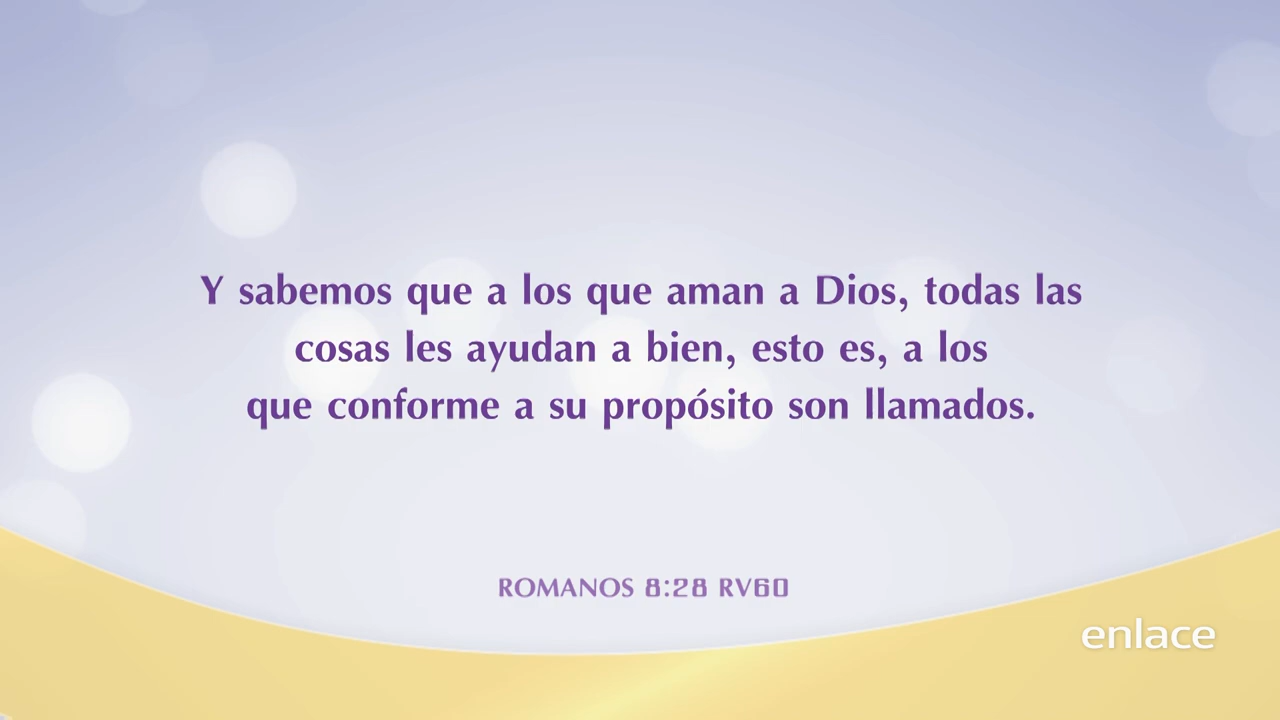 Y sabemos que a los que aman a Dios, todas las
cosas les ayudan a bien, esto es, a los
que conforme a su propósito son llamados.
ROMANOS 8:28 RV60
enlace